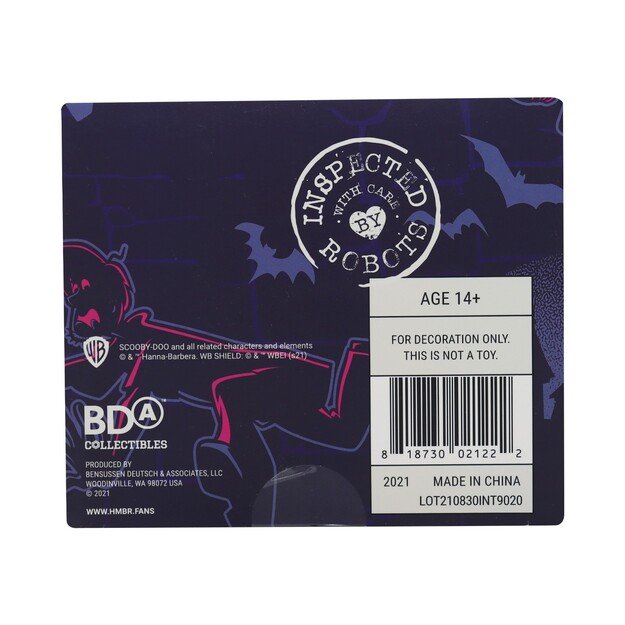 INSPECTED
WITH CARE
BY
ROBOTS
AGE 14+
FOR DECORATION ONLY.
THIS IS NOT A TOY.
8 18730 02122 2
2021 MADE IN CHINA
LOT210830INT9020
WB
SCOOBY-DOO and all related characters and elements
© & ™ Hanna-Barbera. WB SHIELD: © & ™ WBEI (s21)
BDA™
COLLECTIBLES
PRODUCED BY
BENSUSSEN DEUTSCH & ASSOCIATES, LLC
WOODINVILLE, WA 98072 USA
© 2021
WWW.HMBR.FANS